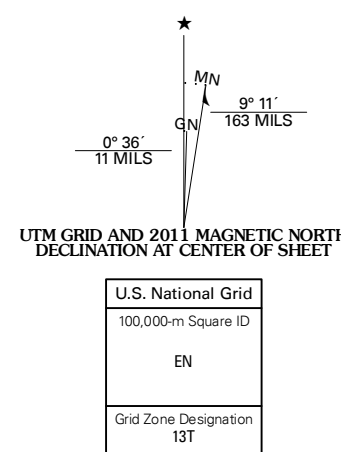 MN
GN
9° 11´
163 MILS
0° 36´
11 MILS
UTM GRID AND 2011 MAGNETIC NORTH
DECLINATION AT CENTER OF SHEET
U.S. National Grid
100,000-m Square ID
EN
Grid Zone Designation
13T